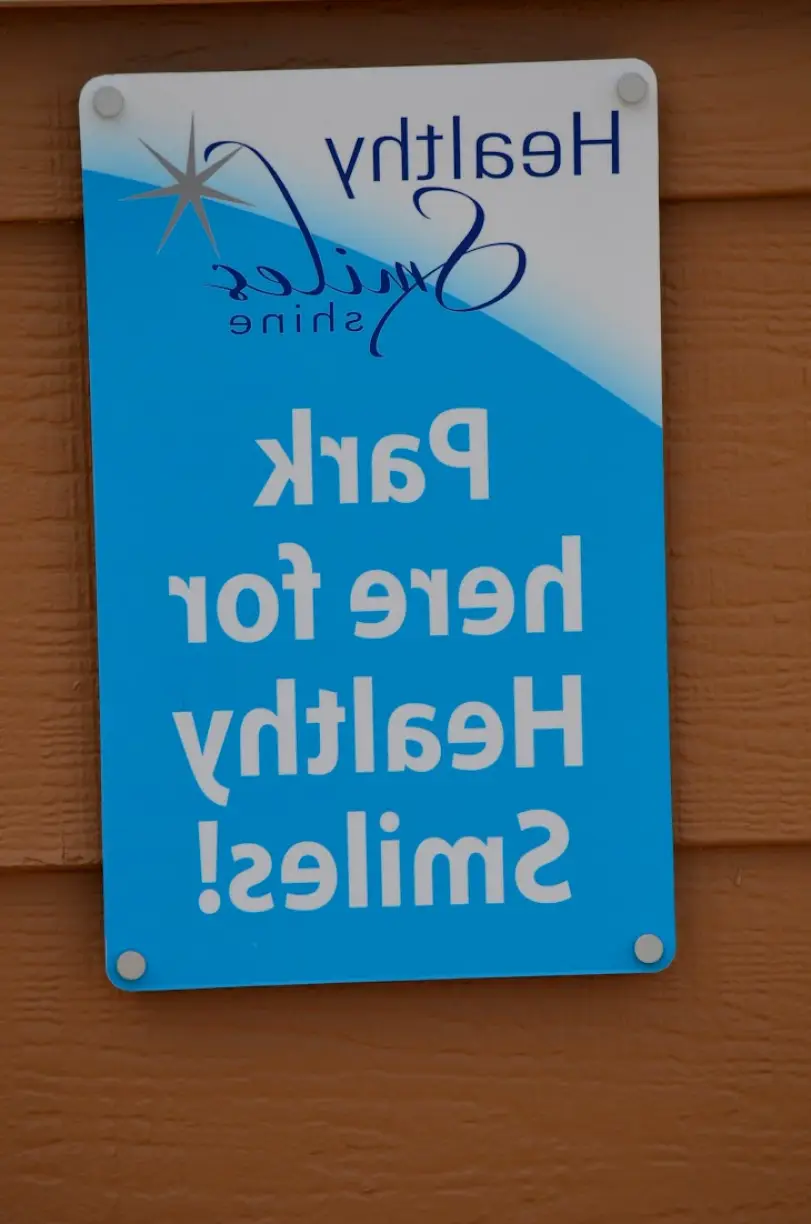 Healthy
Smiles
shine
Park
here for
Healthy
Smiles!